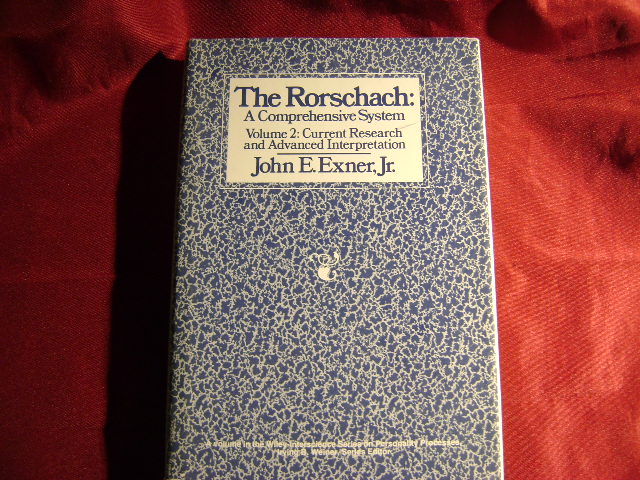 The Rorschach:
A Comprehensive System
Volume 2: Current Research
and Advanced Interpretation
John E. Exner, Jr.
A volume in the Wiley-Interscience Series on Personality Processes
Irving B. Weiner, Series Editor